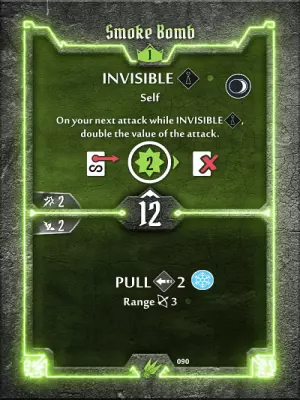 Smoke Bomb
1
INVISIBLE
Self
On your next attack while INVISIBLE ,
double the value of the attack.
S 2
2
12
2
PULL 2
Range 3
090